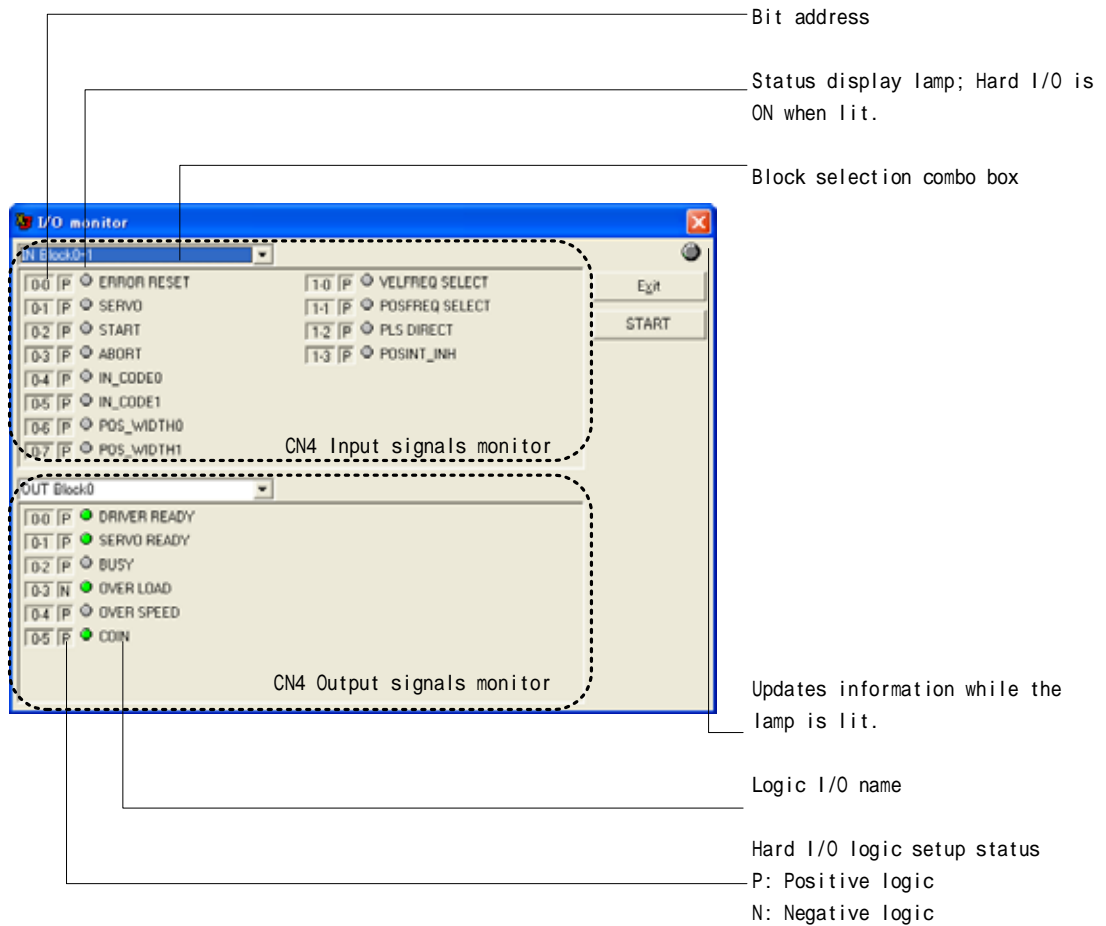 Bit address
Status display lamp; Hard I/O is
ON when lit.
Block selection combo box
I/O monitor
IN Block0-1
0-0 P ERROR RESET
0-1 P SERVO
0-2 P START
0-3 P ABORT
0-4 P IN_CODE0
0-5 P IN_CODE1
0-6 P POS_WIDTH0
0-7 P POS_WIDTH1
1-0 P VELFREQ SELECT
1-1 P POSFREQ SELECT
1-2 P PLS DIRECT
1-3 P POSINT_INH
CN4 Input signals monitor
Exit
START
OUT Block0
0-0 P DRIVER READY
0-1 P SERVO READY
0-2 P BUSY
0-3 N OVER LOAD
0-4 P OVER SPEED
0-5 P COIN
CN4 Output signals monitor
Updates information while the
lamp is lit.
Logic I/O name
Hard I/O logic setup status
P: Positive logic
N: Negative logic